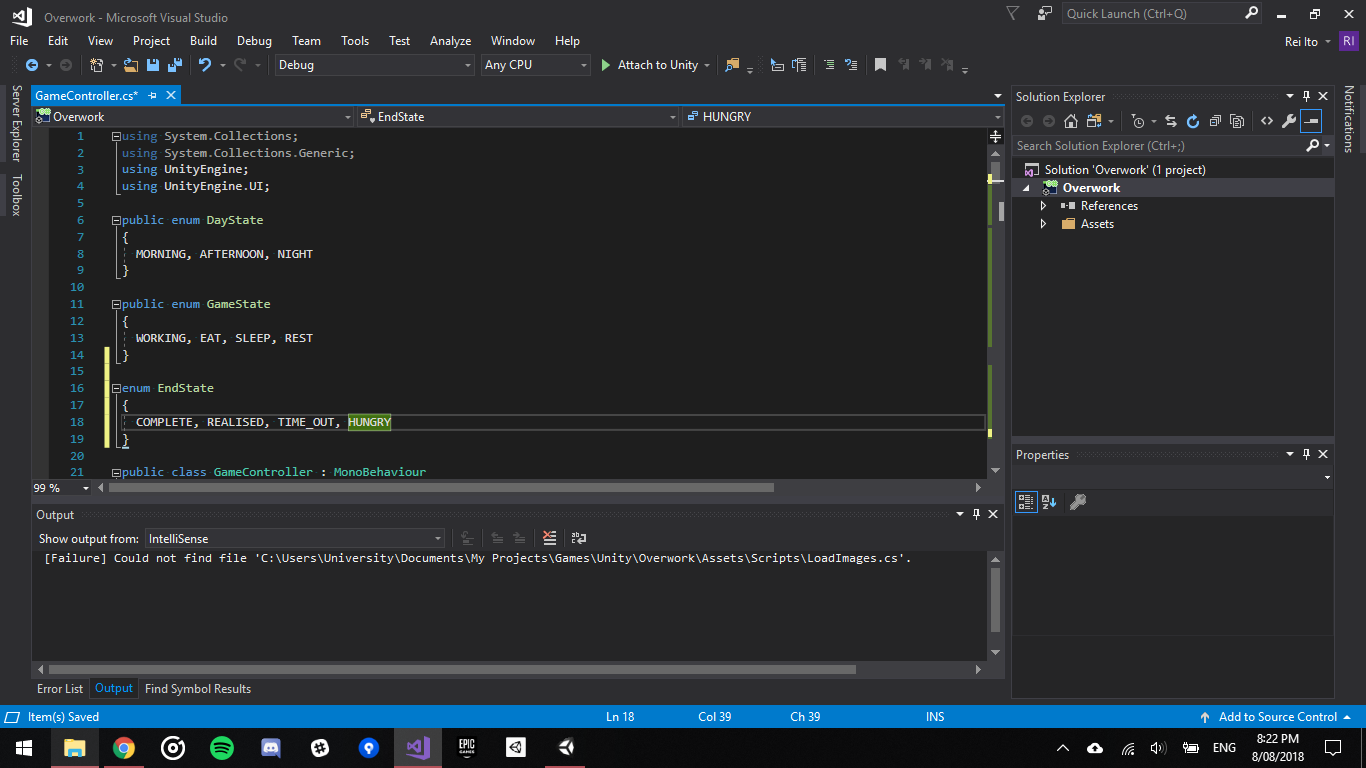 Overwork - Microsoft Visual Studio
Quick Launch (Ctrl+Q)
File Edit View Project Build Debug Team Tools Test Analyze Window Help
Rei Ito RI
Debug Any CPU Attach to Unity
Server Explorer
Toolbox
GameController.cs*
Overwork EndState HUNGRY
1 using System.Collections;
2 using System.Collections.Generic;
3 using UnityEngine;
4 using UnityEngine.UI;
5
6 public enum DayState
7 {
8 MORNING, AFTERNOON, NIGHT
9 }
10
11 public enum GameState
12 {
13 WORKING, EAT, SLEEP, REST
14 }
15
16 enum EndState
17 {
18 COMPLETE, REALISED, TIME_OUT, HUNGRY
19 }
20
21 public class GameController : MonoBehaviour
99 %
Output
Show output from: IntelliSense
[Failure] Could not find file 'C:\Users\University\Documents\My Projects\Games\Unity\Overwork\Assets\Scripts\LoadImages.cs'.
Error List Output Find Symbol Results
Solution Explorer
Search Solution Explorer (Ctrl+;)
Solution 'Overwork' (1 project)
Overwork
References
Assets
Properties
Notifications
Item(s) Saved Ln 18 Col 39 Ch 39 INS Add to Source Control
EPIC GAMES
ENG
8:22 PM
8/08/2018